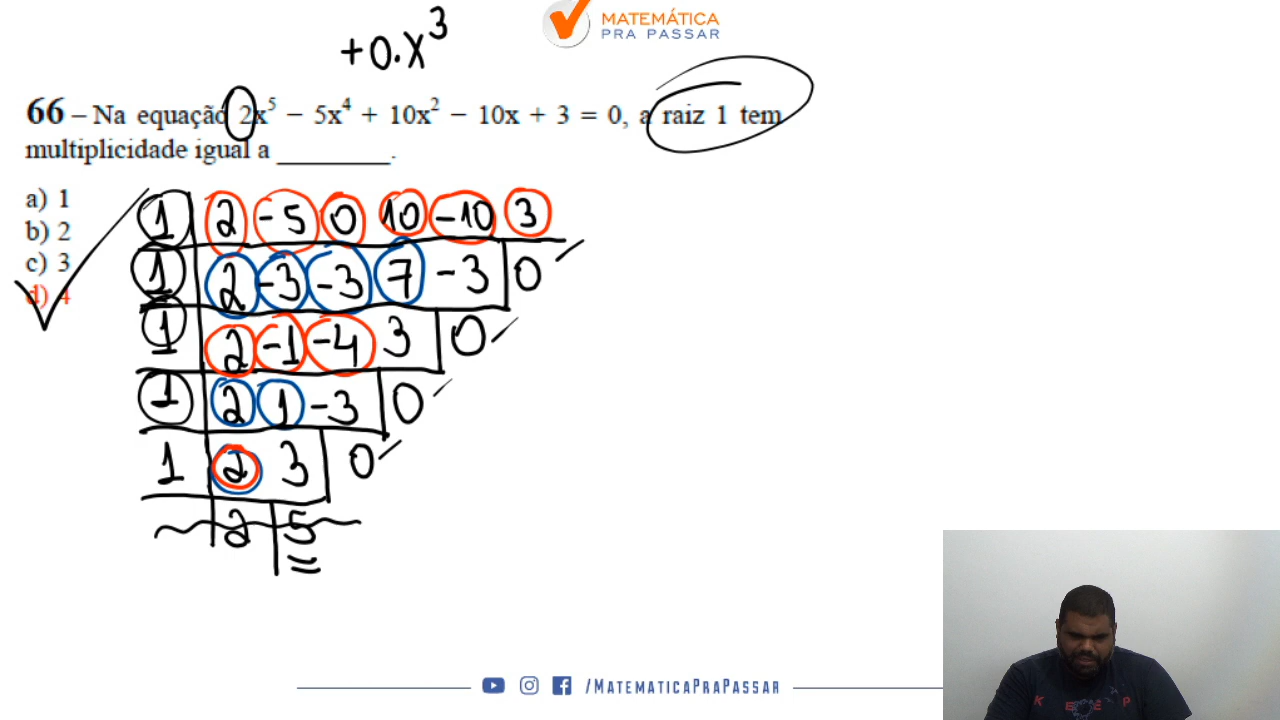 +0.x³
MATEMÁTICA
PRA PASSAR
66 – Na equação 2x⁵ − 5x⁴ + 10x² − 10x + 3 = 0, a raiz 1 tem
multiplicidade igual a ________.
a) 1
b) 2
c) 3
d) 4
1 2 -5 0 10 -10 3
1 2 -3 -3 7 -3 0
1 2 -1 -4 3 0
1 2 1 -3 0
1 2 3 0
2 5
/MATEMATICAPRAPASSAR